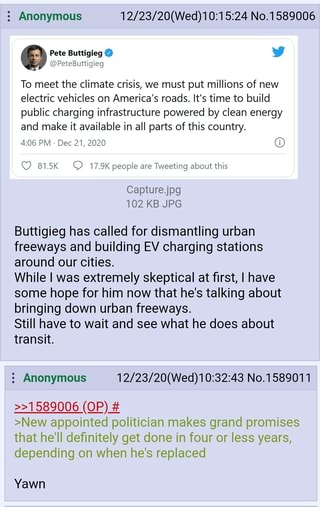 Anonymous 12/23/20(Wed)10:15:24 No.1589006
Pete Buttigieg
@PeteButtigieg
To meet the climate crisis, we must put millions of new
electric vehicles on America's roads. It's time to build
public charging infrastructure powered by clean energy
and make it available in all parts of this country.
4:06 PM · Dec 21, 2020
81.5K 17.9K people are Tweeting about this
Capture.jpg
102 KB JPG
Buttigieg has called for dismantling urban
freeways and building EV charging stations
around our cities.
While I was extremely skeptical at first, I have
some hope for him now that he's talking about
bringing down urban freeways.
Still have to wait and see what he does about
transit.
Anonymous 12/23/20(Wed)10:32:43 No.1589011
>>1589006 (OP) #
>New appointed politician makes grand promises
that he'll definitely get done in four or less years,
depending on when he's replaced
Yawn